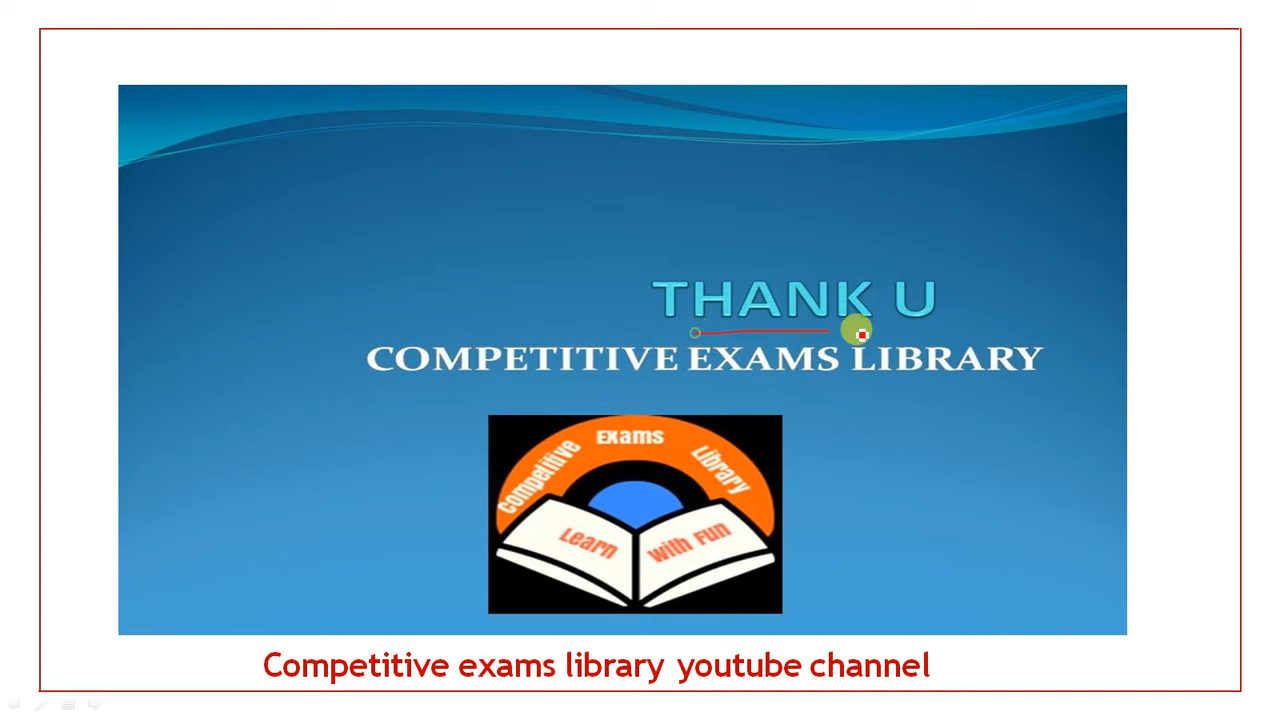 THANK U
COMPETITIVE EXAMS LIBRARY
Competitive Exams Library
Learn with Fun
Competitive exams library youtube channel